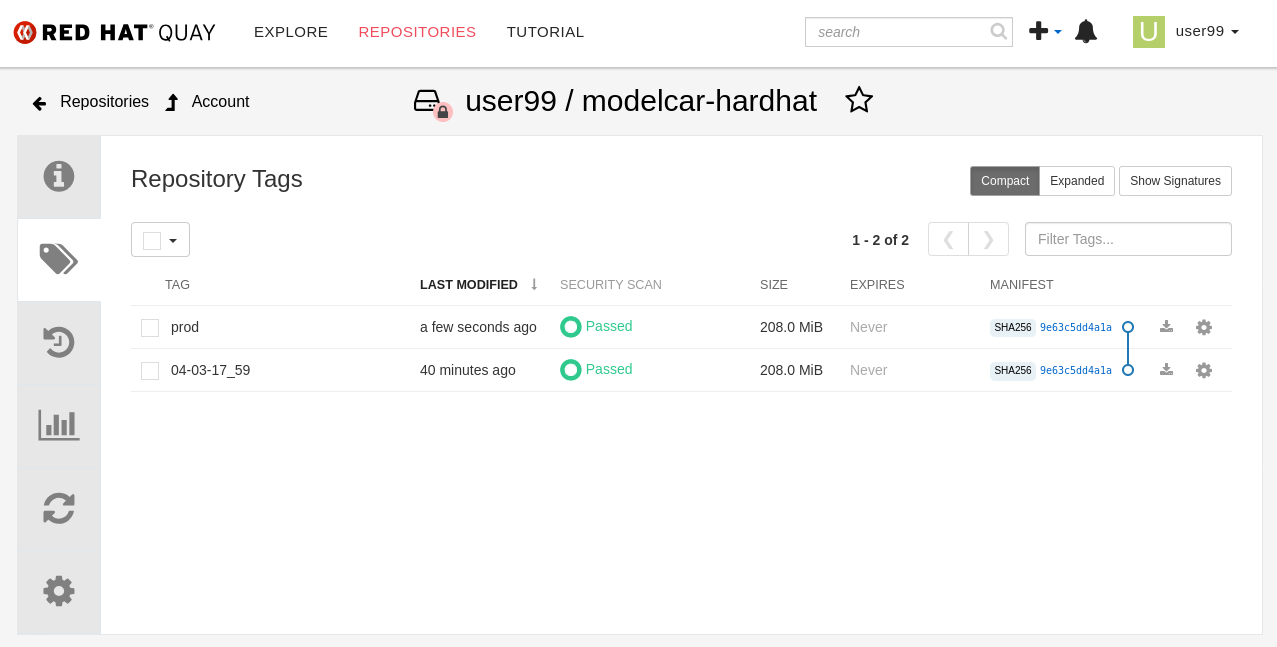 RED HAT® QUAY EXPLORE REPOSITORIES TUTORIAL search U user99
Repositories Account user99 / modelcar-hardhat
Repository Tags Compact Expanded Show Signatures
1 - 2 of 2 Filter Tags...
TAG LAST MODIFIED ↓ SECURITY SCAN SIZE EXPIRES MANIFEST
prod a few seconds ago Passed 208.0 MiB Never SHA256 9e63c5dd4a1a
04-03-17_59 40 minutes ago Passed 208.0 MiB Never SHA256 9e63c5dd4a1a